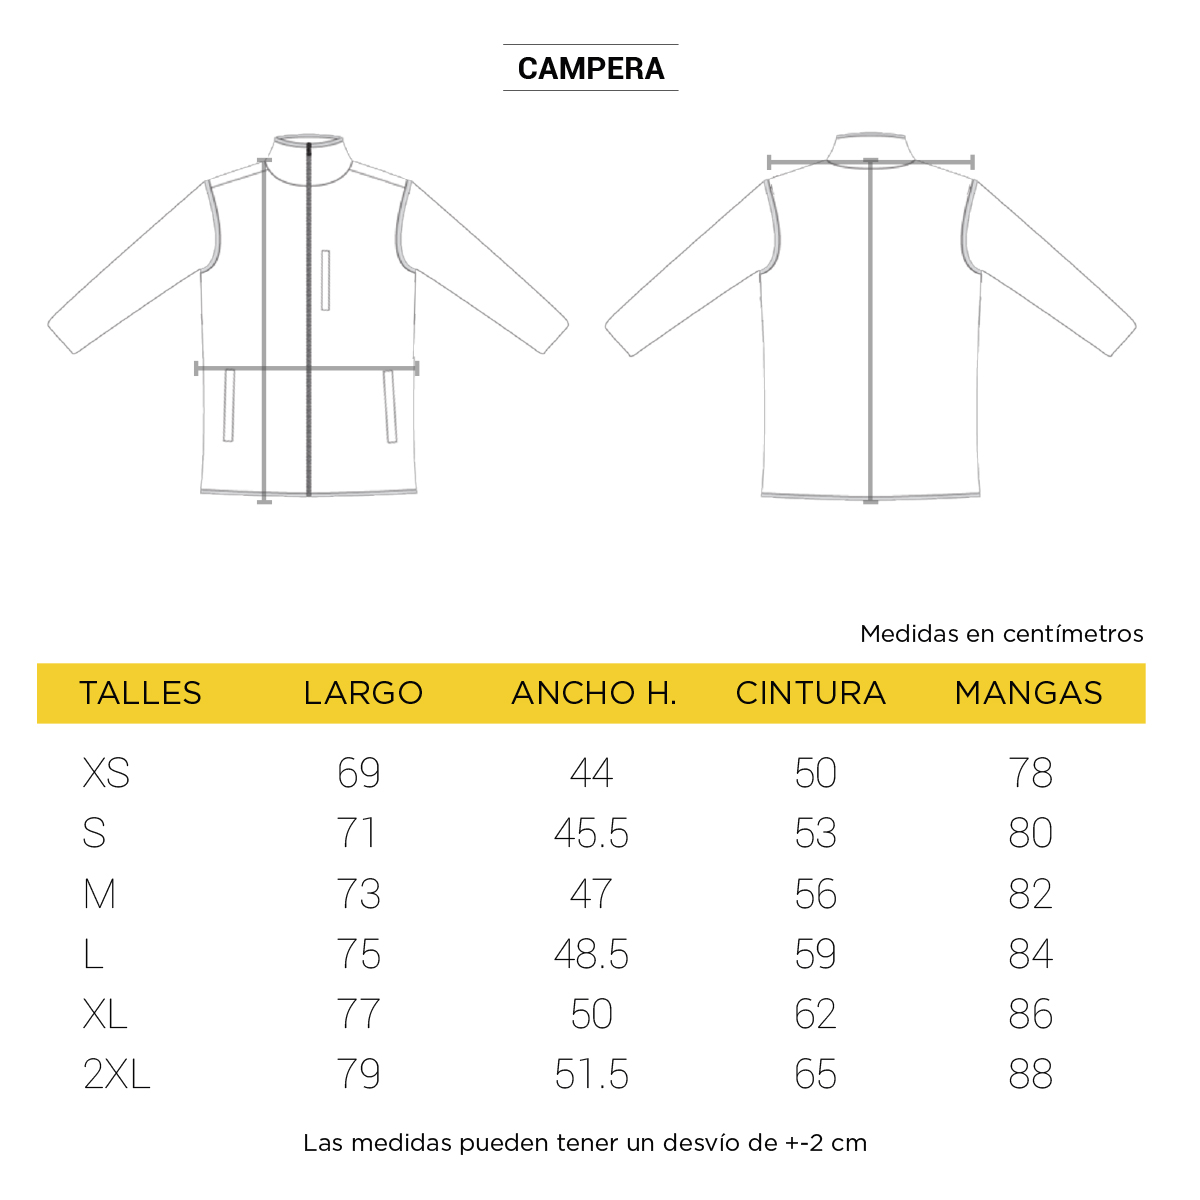 CAMPERA
Medidas en centímetros
TALLES LARGO ANCHO H. CINTURA MANGAS
XS 69 44 50 78
S 71 45.5 53 80
M 73 47 56 82
L 75 48.5 59 84
XL 77 50 62 86
2XL 79 51.5 65 88
Las medidas pueden tener un desvío de +-2 cm